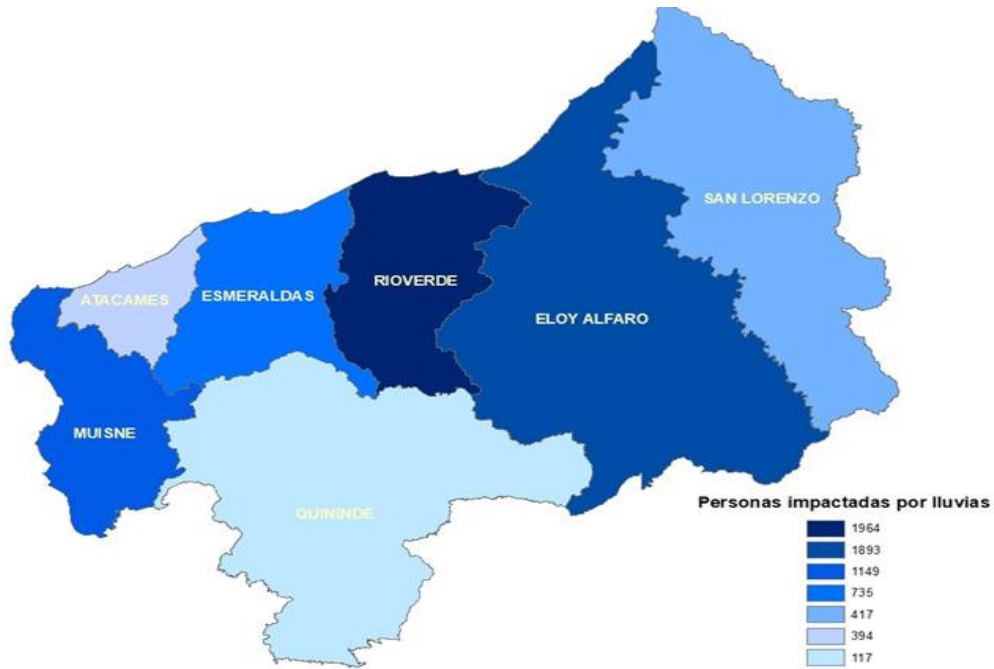 SAN LORENZO
RIOVERDE
ATACAMES
ESMERALDAS
ELOY ALFARO
MUISNE
QUININDE
Personas impactadas por lluvias
1964
1893
1149
735
417
394
117